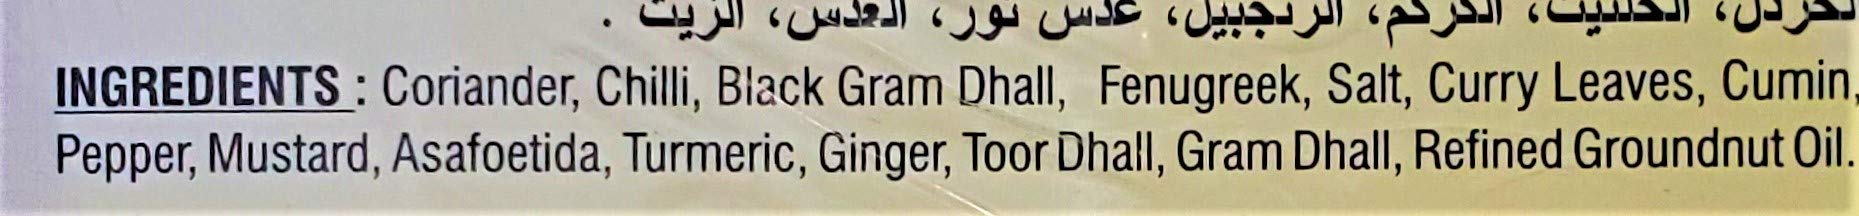 الخردل، الحلتيت، الكركم، الزنجبيل، عدس تور، العدس، الزيت .
INGREDIENTS : Coriander, Chilli, Black Gram Dhall, Fenugreek, Salt, Curry Leaves, Cumin,
Pepper, Mustard, Asafoetida, Turmeric, Ginger, Toor Dhall, Gram Dhall, Refined Groundnut Oil.